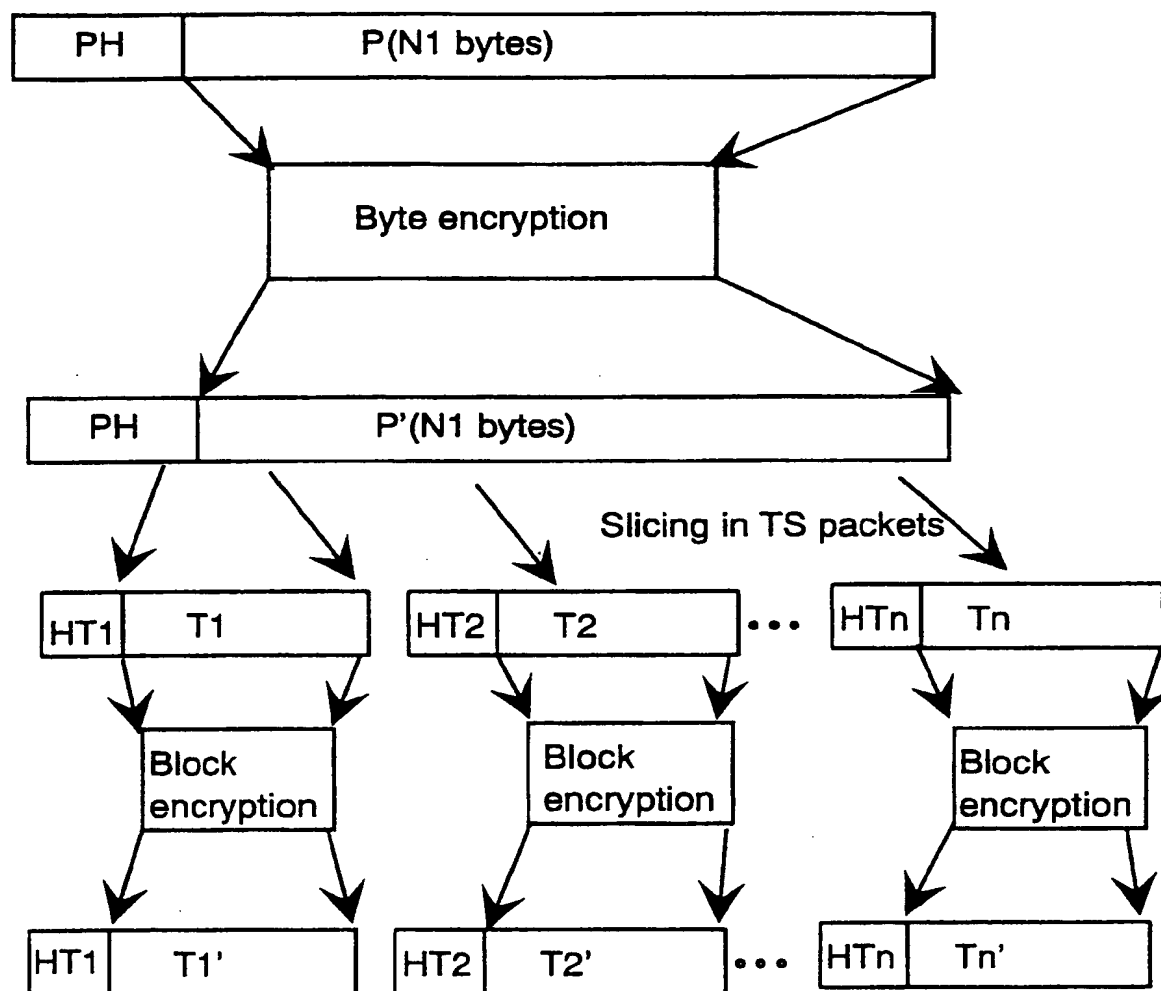 PH P(N1 bytes)
Byte encryption
PH P'(N1 bytes)
Slicing in TS packets
HT1 T1 HT2 T2 HTn Tn
Block
encryption
Block
encryption
Block
encryption
HT1 T1' HT2 T2' HTn Tn'